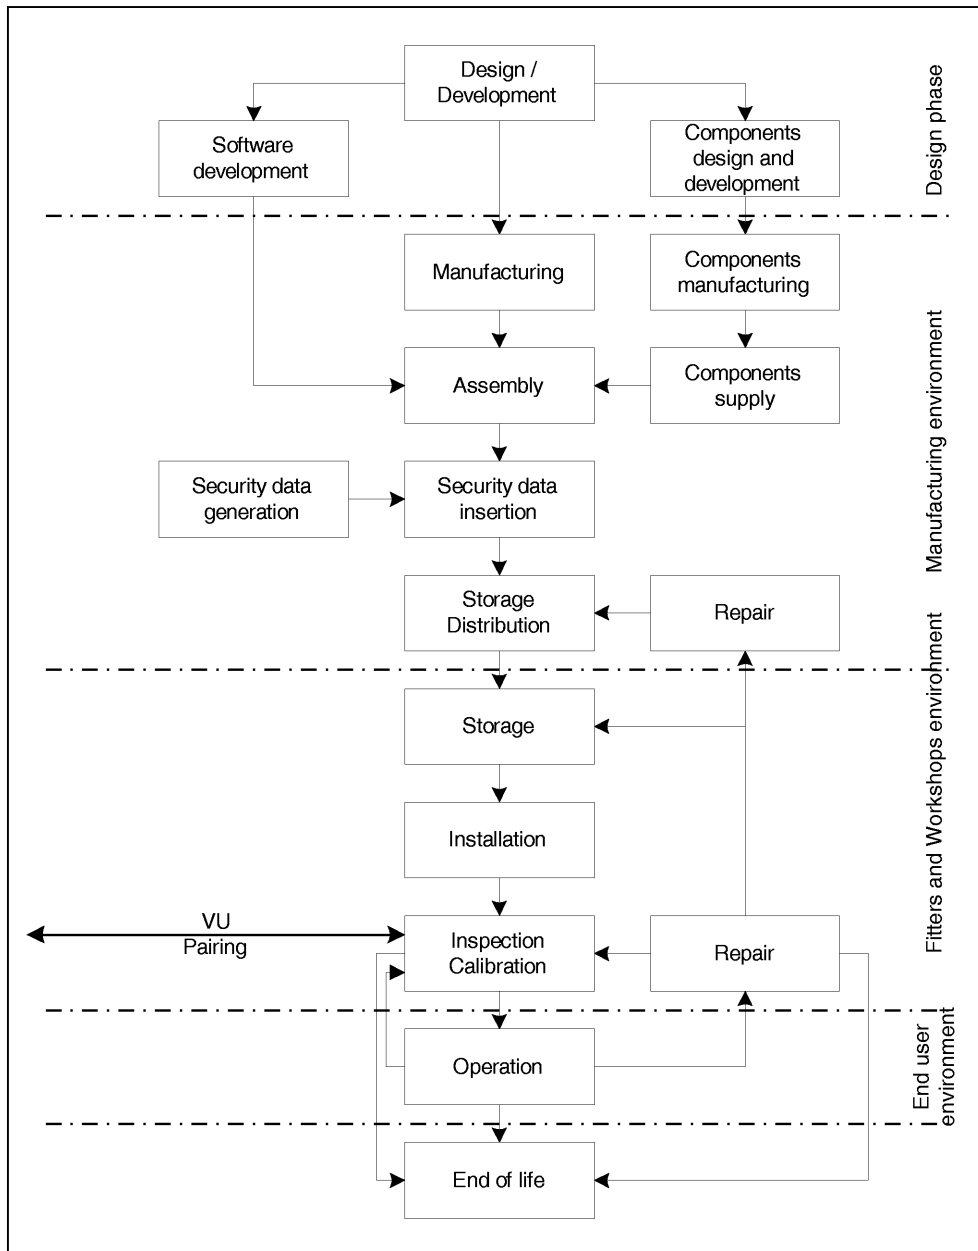 Design /
Development
Software
development
Components
design and
development
Design phase
Manufacturing
Components
manufacturing
Assembly
Components
supply
Manufacturing environment
Security data
generation
Security data
insertion
Storage
Distribution
Repair
Storage
Installation
Fitters and Workshops environment
VU
Pairing
Inspection
Calibration
Repair
Operation
End user
environment
End of life